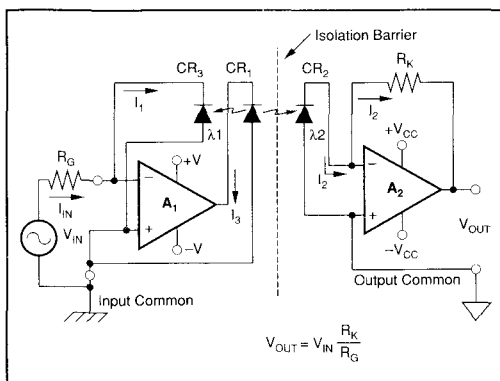 Isolation Barrier
CR3 CR1 CR2 RK
I1 λ1 λ2 I2
RG +V +VCC
− A1 I3 I2 − A2
IIN + +
VIN −V −VCC VOUT
Input Common Output Common
VOUT = VIN RK
RG